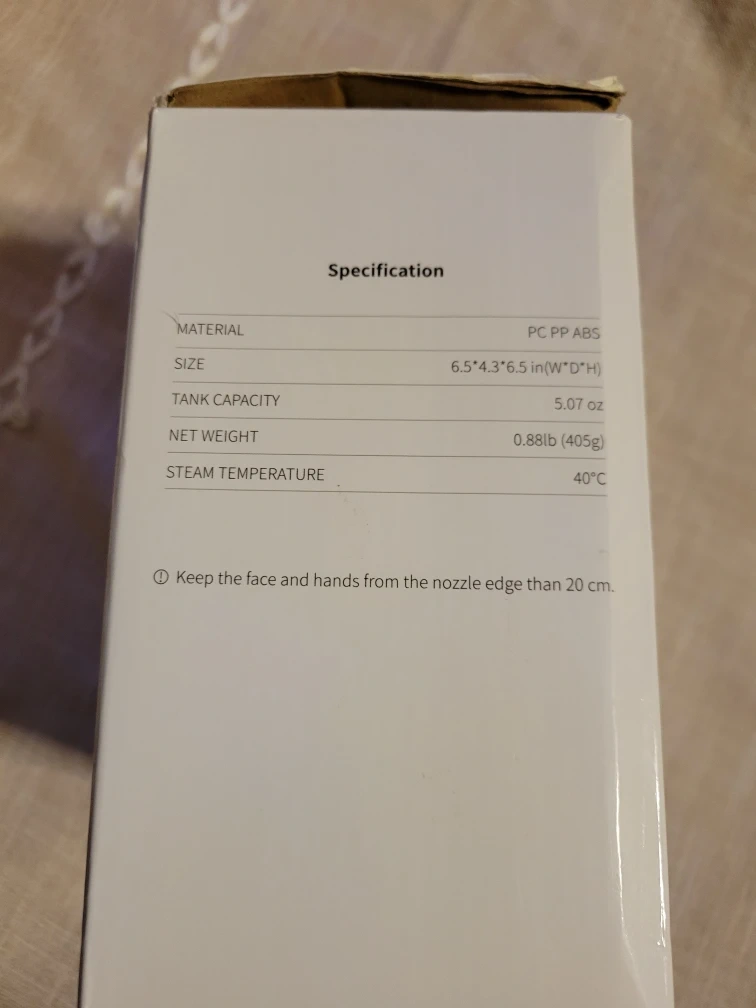 Specification
MATERIAL PC PP ABS
SIZE 6.5*4.3*6.5 in(W*D*H)
TANK CAPACITY 5.07 oz
NET WEIGHT 0.88lb (405g)
STEAM TEMPERATURE 40°C
Keep the face and hands from the nozzle edge than 20 cm.